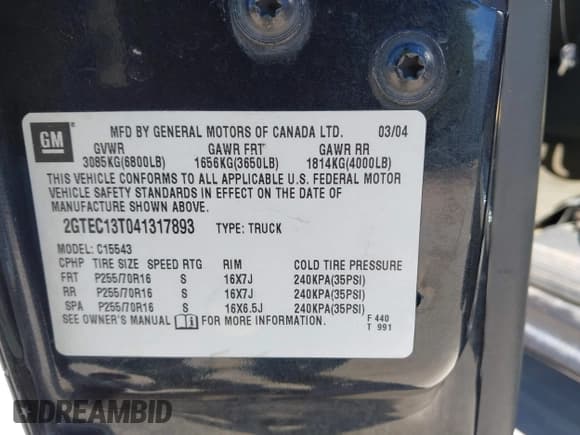 GM
MFD BY GENERAL MOTORS OF CANADA LTD. 03/04
GVWR GAWR FRT GAWR RR
3085KG(6800LB) 1656KG(3650LB) 1814KG(4000LB)
THIS VEHICLE CONFORMS TO ALL APPLICABLE U.S. FEDERAL MOTOR
VEHICLE SAFETY STANDARDS IN EFFECT ON THE DATE OF
MANUFACTURE SHOWN ABOVE.
2GTEC13T041317893 TYPE: TRUCK
MODEL: C15543
CPHP TIRE SIZE SPEED RTG RIM COLD TIRE PRESSURE
FRT P255/70R16 S 16X7J 240KPA(35PSI)
RR P255/70R16 S 16X7J 240KPA(35PSI)
SPA P255/70R16 S 16X6.5J 240KPA(35PSI)
SEE OWNER'S MANUAL FOR MORE INFORMATION. F 440
T 991
DREAMBID